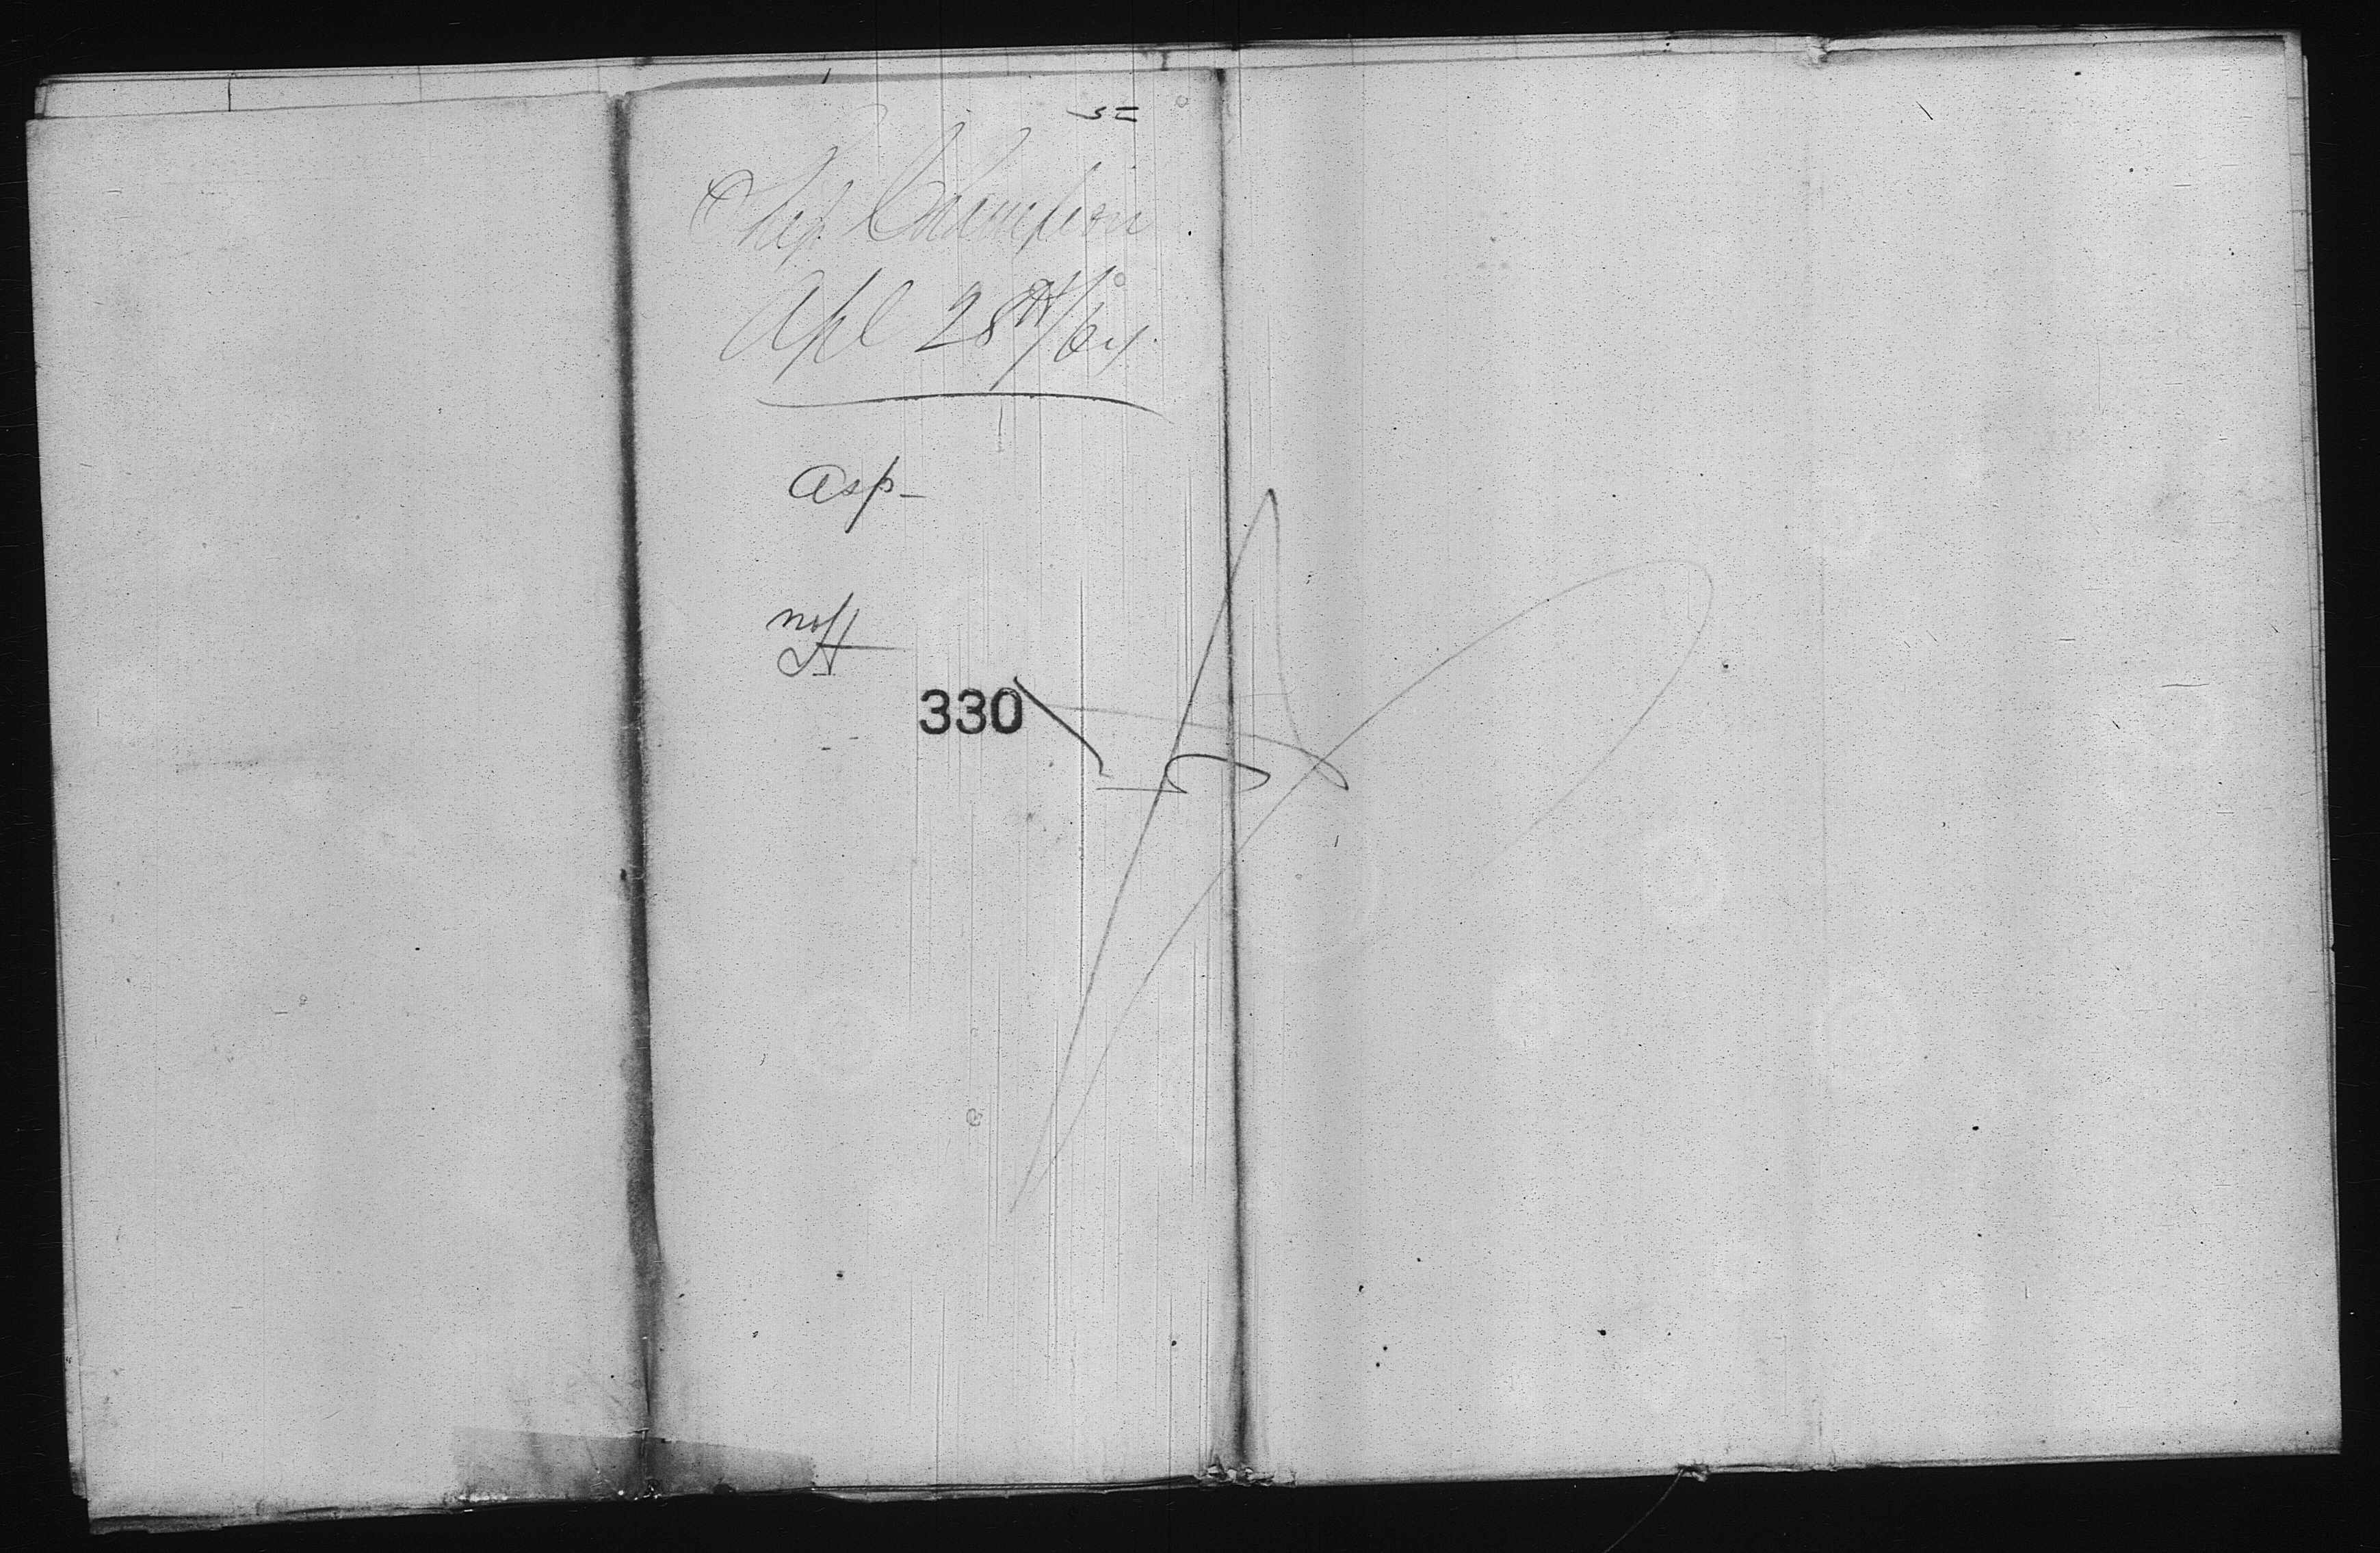 Ship Champion
Apl 28th/64.
asp-
330